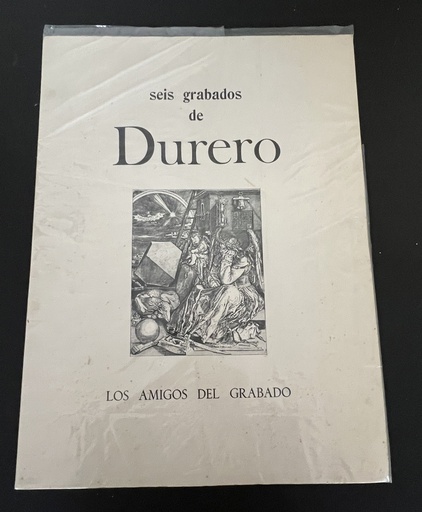 seis grabados
de
Durero
LOS AMIGOS DEL GRABADO